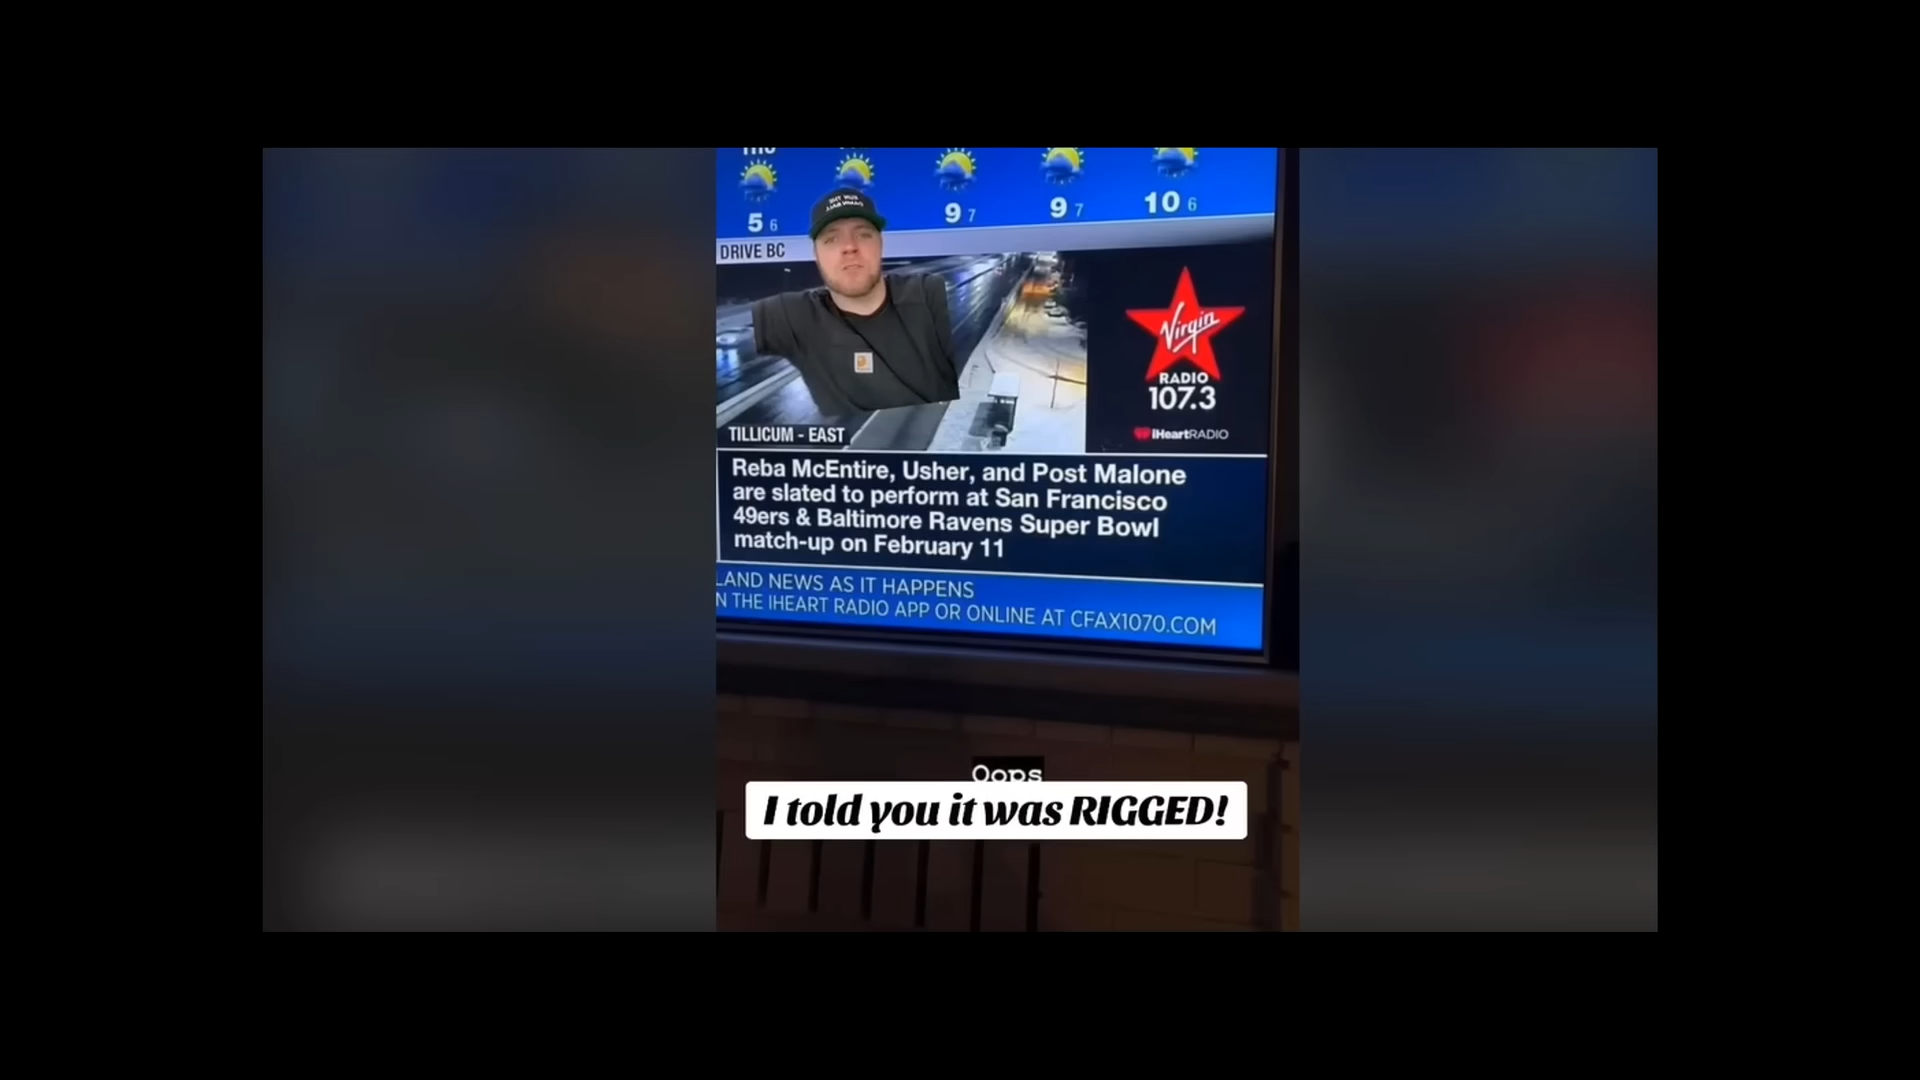 THU
5 6
9 7
9 7
10 6
DRIVE BC
Virgin
RADIO
107.3
iHeartRADIO
TILLICUM - EAST
Reba McEntire, Usher, and Post Malone
are slated to perform at San Francisco
49ers & Baltimore Ravens Super Bowl
match-up on February 11
LAND NEWS AS IT HAPPENS
N THE IHEART RADIO APP OR ONLINE AT CFAX1070.COM
Oops
I told you it was RIGGED!